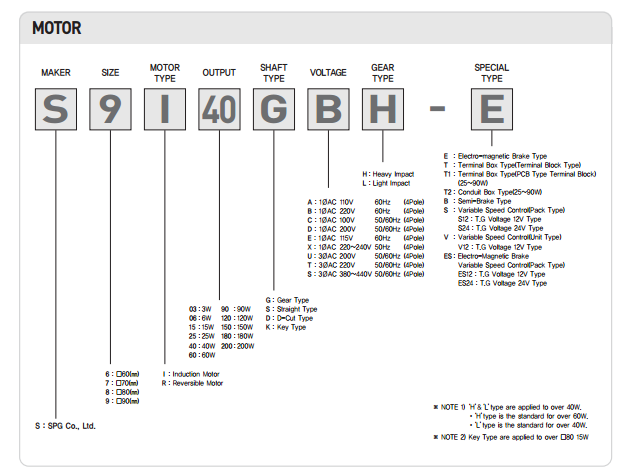 MOTOR
MAKER
SIZE
MOTOR
TYPE
OUTPUT
SHAFT
TYPE
VOLTAGE
GEAR
TYPE
SPECIAL
TYPE
S 9 I 40 G B H - E
E : Electro-magnetic Brake Type
T : Terminal Box Type(Terminal Block Type)
T1 : Terminal Box Type(PCB Type Terminal Block)
(25~90W)
T2 : Conduit Box Type(25~90W)
B : Semi-Brake Type
S : Variable Speed Control(Pack Type)
S12 : T.G Voltage 12V Type
S24 : T.G Voltage 24V Type
V : Variable Speed Control(Unit Type)
V12 : T.G Voltage 12V Type
ES : Electro-Magnetic Brake
Variable Speed Control(Pack Type)
ES12 : T.G Voltage 12V Type
ES24 : T.G Voltage 24V Type
H : Heavy Impact
L : Light Impact
A : 1ØAC 110V 60Hz (4Pole)
B : 1ØAC 220V 60Hz (4Pole)
C : 1ØAC 100V 50/60Hz (4Pole)
D : 1ØAC 200V 50/60Hz (4Pole)
E : 1ØAC 115V 60Hz (4Pole)
X : 1ØAC 220~240V 50Hz (4Pole)
U : 3ØAC 200V 50/60Hz (4Pole)
T : 3ØAC 220V 50/60Hz (4Pole)
S : 3ØAC 380~440V 50/60Hz (4Pole)
G : Gear Type
S : Straight Type
D : D-Cut Type
K : Key Type
03 : 3W 90 : 90W
06 : 6W 120 : 120W
15 : 15W 150 : 150W
25 : 25W 180 : 180W
40 : 40W 200 : 200W
60 : 60W
I : Induction Motor
R : Reversible Motor
6 : □60(㎜)
7 : □70(㎜)
8 : □80(㎜)
9 : □90(㎜)
S : SPG Co., Ltd.
※ NOTE 1) 'H'& 'L' type are applied to over 40W.
• 'H' type is the standard for over 60W.
• 'L' type is the standard for over 40W.
※ NOTE 2) Key Type are applied to over □80 15W